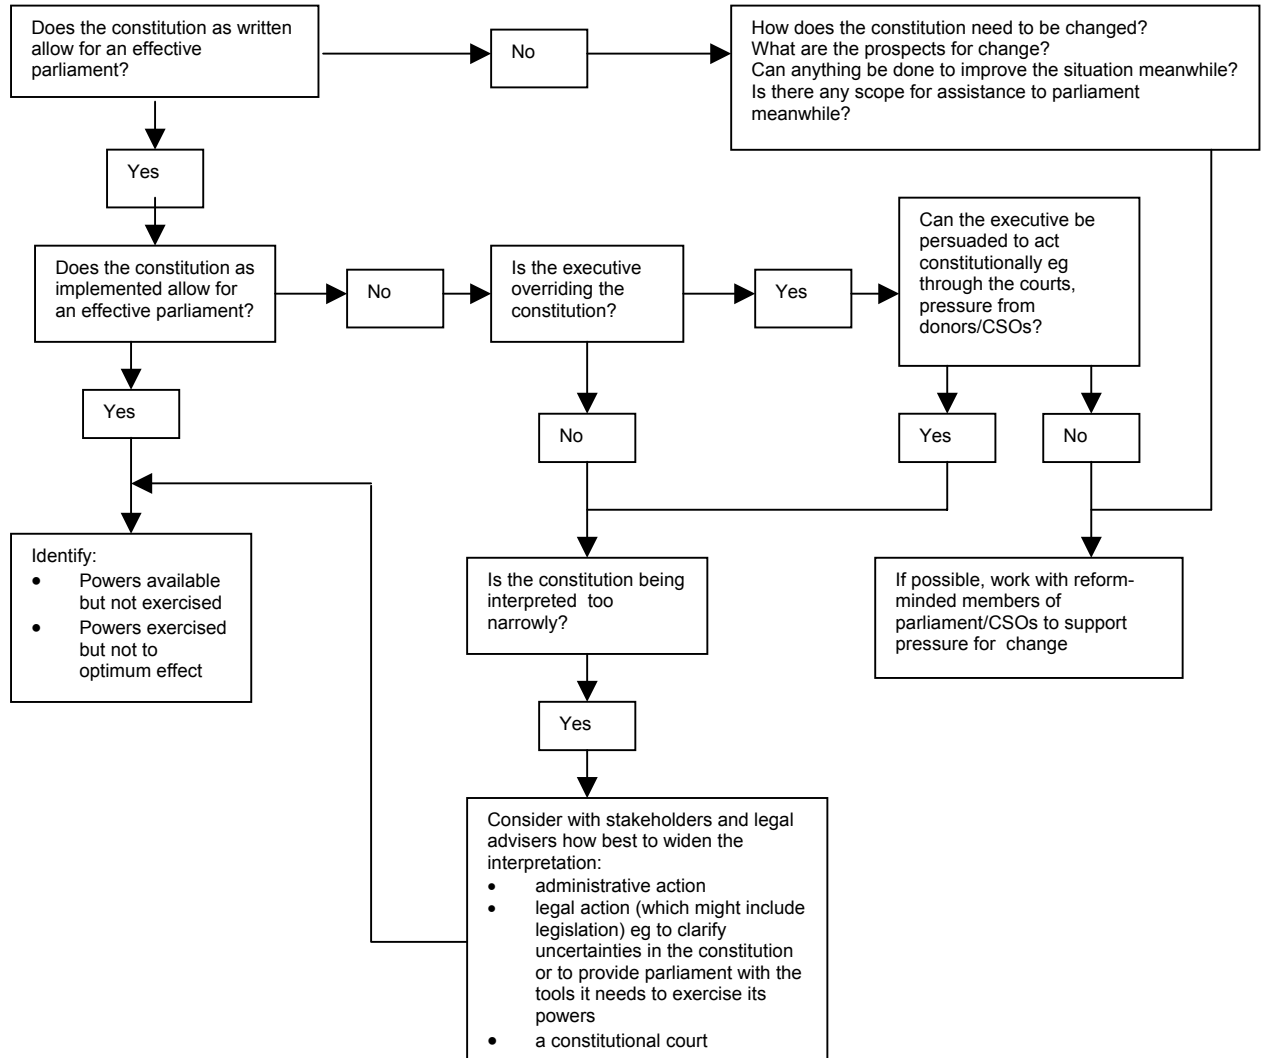 Does the constitution as written
allow for an effective
parliament?
No
How does the constitution need to be changed?
What are the prospects for change?
Can anything be done to improve the situation meanwhile?
Is there any scope for assistance to parliament
meanwhile?
Yes
Does the constitution as
implemented allow for
an effective parliament?
No
Is the executive
overriding the
constitution?
Yes
Can the executive be
persuaded to act
constitutionally eg
through the courts,
pressure from
donors/CSOs?
Yes
No
Yes
No
Identify:
• Powers available
but not exercised
• Powers exercised
but not to
optimum effect
Is the constitution being
interpreted too
narrowly?
If possible, work with reform-
minded members of
parliament/CSOs to support
pressure for change
Yes
Consider with stakeholders and legal
advisers how best to widen the
interpretation:
• administrative action
• legal action (which might include
legislation) eg to clarify
uncertainties in the constitution
or to provide parliament with the
tools it needs to exercise its
powers
• a constitutional court